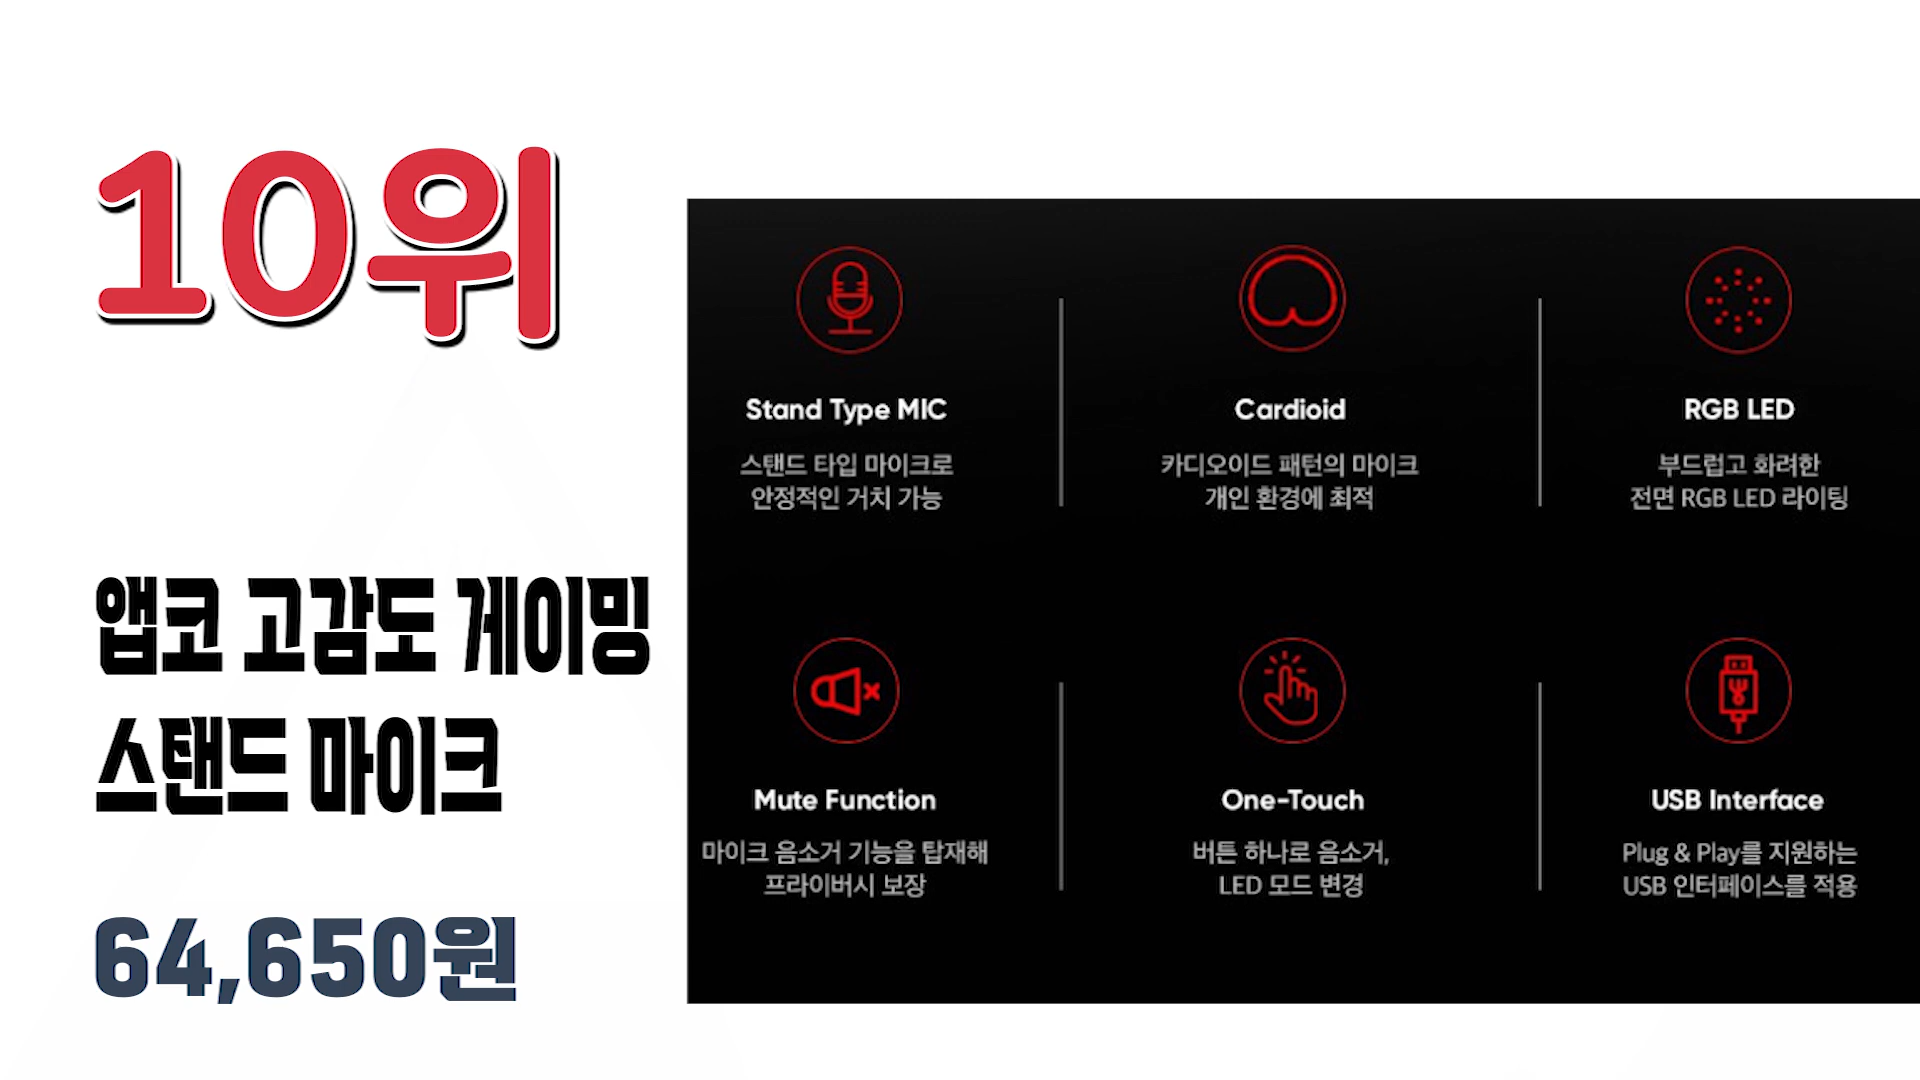 10위
앱코 고감도 게이밍
스탠드 마이크
64,650원
Stand Type MIC
스탠드 타입 마이크로
안정적인 거치 가능
Cardioid
카디오이드 패턴의 마이크
개인 환경에 최적
RGB LED
부드럽고 화려한
전면 RGB LED 라이팅
Mute Function
마이크 음소거 기능을 탑재해
프라이버시 보장
One-Touch
버튼 하나로 음소거,
LED 모드 변경
USB Interface
Plug & Play를 지원하는
USB 인터페이스를 적용